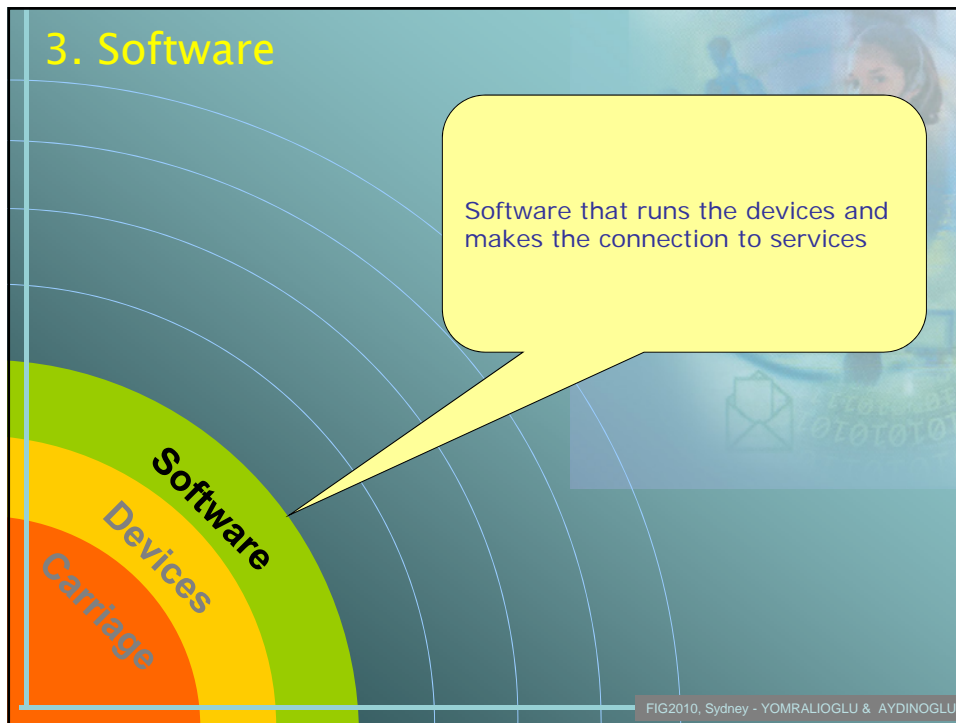 3. Software
Software that runs the devices and
makes the connection to services
Software
Devices
Carriage
FIG2010, Sydney - YOMRALIOGLU & AYDINOGLU